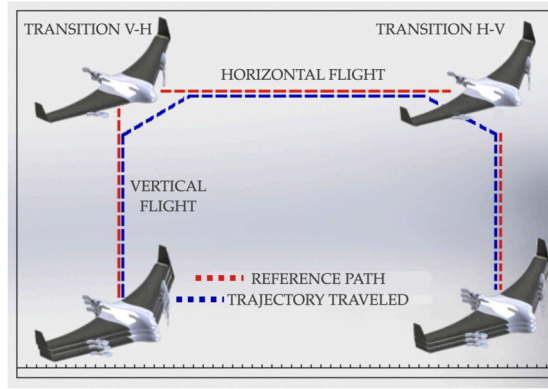 TRANSITION V-H
TRANSITION H-V
HORIZONTAL FLIGHT
VERTICAL
FLIGHT
REFERENCE PATH
TRAJECTORY TRAVELED